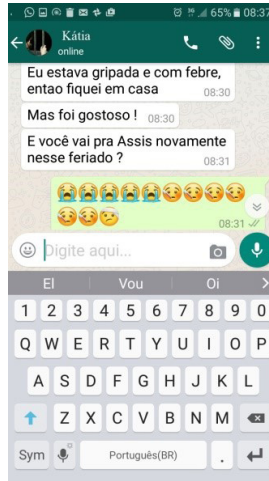 65% 08:37
Kátia
online
Eu estava gripada e com febre,
entao fiquei em casa 08:30
Mas foi gostoso ! 08:30
E você vai pra Assis novamente
nesse feriado ? 08:31
08:31
Digite aqui...
El Vou Oi
1 2 3 4 5 6 7 8 9 0
Q W E R T Y U I O P
A S D F G H J K L
Z X C V B N M
Sym Português(BR) .